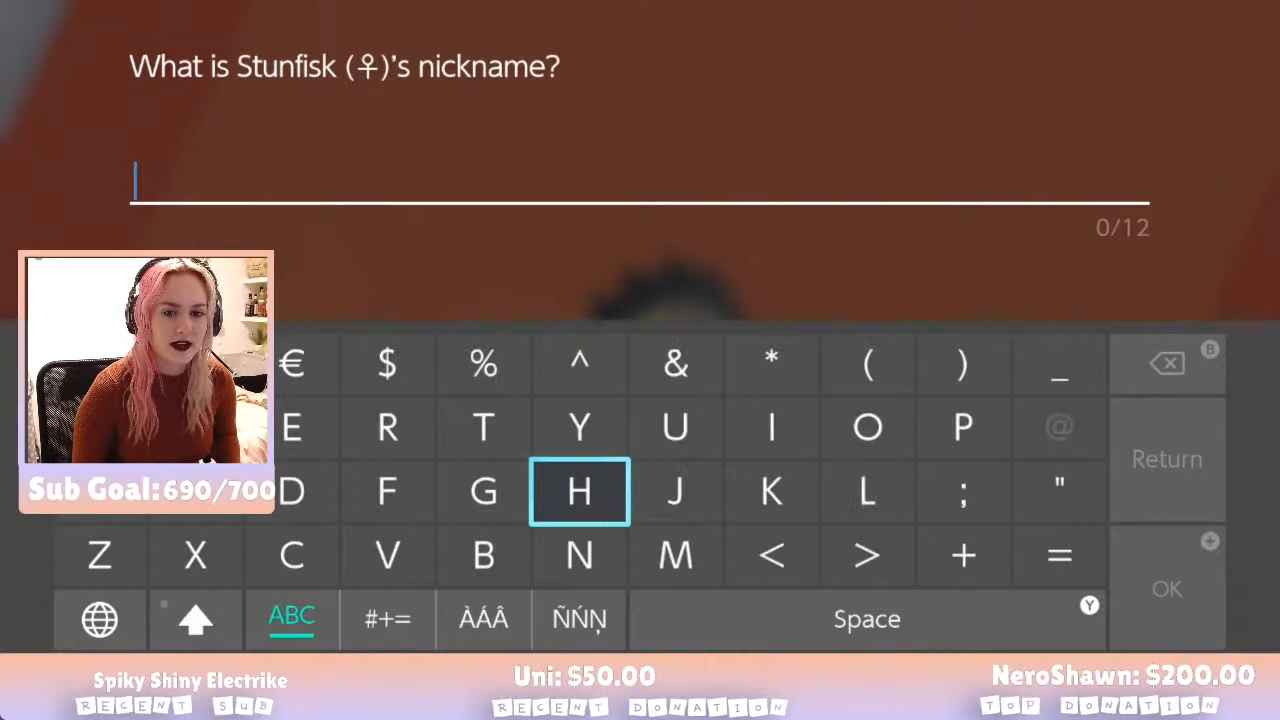 What is Stunfisk (♀)'s nickname?
0/12
€ $ % ^ & * ( ) _ B
E R T Y U I O P @ Return
D F G H J K L ; "
Z X C V B N M < > + = + OK
ABC #+= ÀÁÂ ÑŃŅ Space Y
Sub Goal: 690/700
Spiky Shiny Electrike Uni: $50.00 NeroShawn: $200.00
RECENT SUB RECENT DONATION TOP DONATION